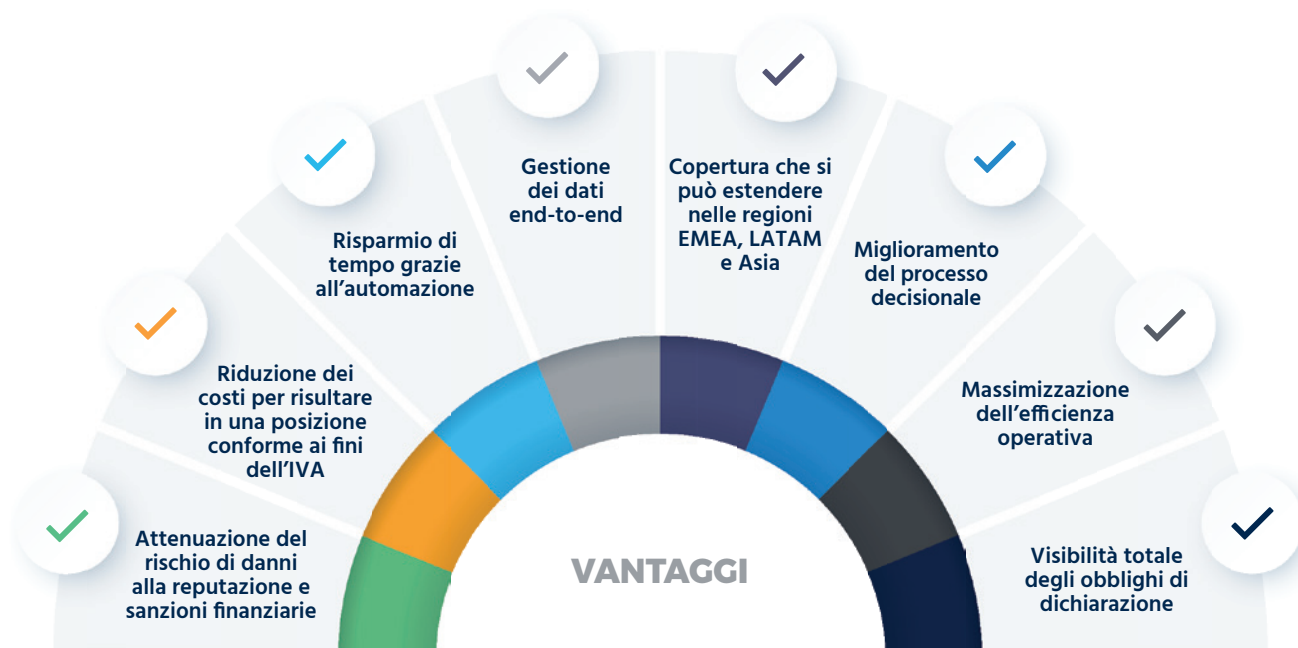 Attenuazione del
rischio di danni
alla reputazione e
sanzioni finanziarie
Riduzione dei
costi per risultare
in una posizione
conforme ai fini
dell'IVA
Risparmio di
tempo grazie
all'automazione
Gestione
dei dati
end-to-end
Copertura che si
può estendere
nelle regioni
EMEA, LATAM
e Asia
Miglioramento
del processo
decisionale
Massimizzazione
dell'efficienza
operativa
Visibilità totale
degli obblighi di
dichiarazione
VANTAGGI